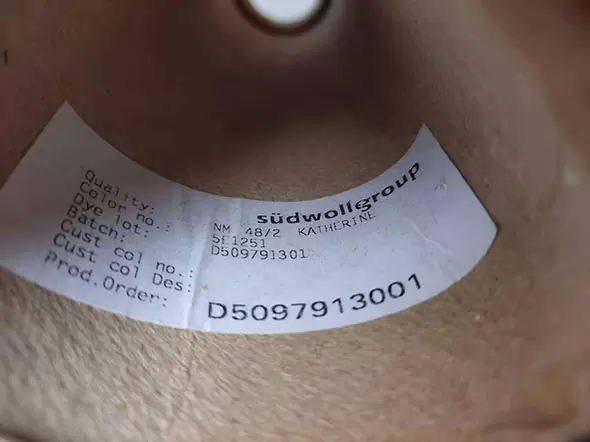 südwollgroup
Quality: NM 48/2 KATHERINE
Color no.: 5E1251
Dye lot: D509791301
Batch:
Cust col no.:
Cust col Des:
Prod.Order: D5097913001